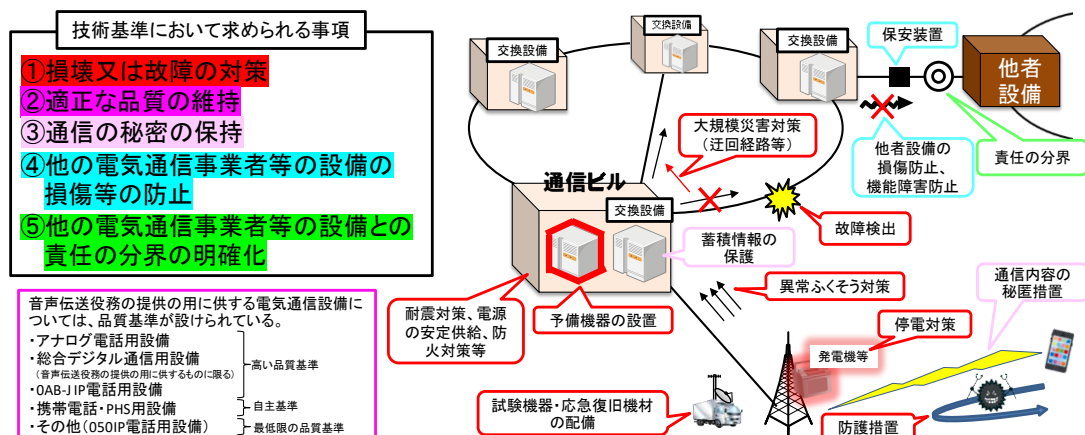 技術基準において求められる事項
①損壊又は故障の対策
②適正な品質の維持
③通信の秘密の保持
④他の電気通信事業者等の設備の
損傷等の防止
⑤他の電気通信事業者等の設備との
責任の分界の明確化
音声伝送役務の提供の用に供する電気通信設備に
ついては、品質基準が設けられている。
・アナログ電話用設備
・総合デジタル通信用設備
(音声伝送役務の提供の用に供するものに限る)
・0AB-J IP電話用設備
・携帯電話・PHS用設備
・その他(050IP電話用設備)
高い品質基準
自主基準
最低限の品質基準
交換設備
交換設備
交換設備
保安装置
他者
設備
大規模災害対策
(迂回経路等)
他者設備の
損傷防止、
機能障害防止
責任の分界
通信ビル
交換設備
故障検出
蓄積情報の
保護
異常ふくそう対策
通信内容の
秘匿措置
耐震対策、電源
の安定供給、防
火対策等
予備機器の設置
停電対策
発電機等
試験機器・応急復旧機材
の配備
防護措置